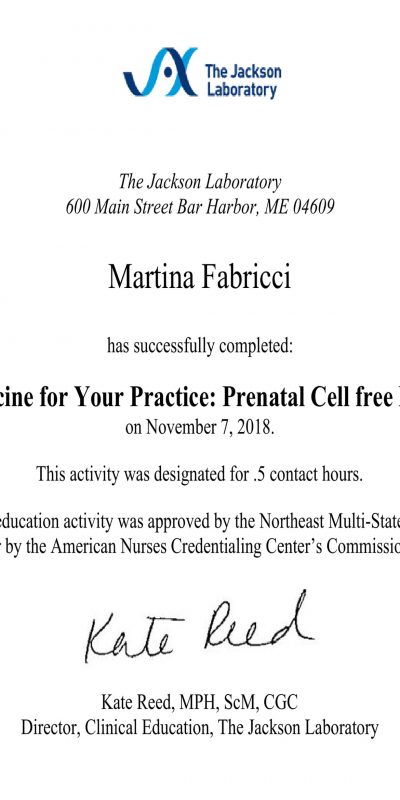 The Jackson
Laboratory
The Jackson Laboratory
600 Main Street Bar Harbor, ME 04609
Martina Fabricci
has successfully completed:
cine for Your Practice: Prenatal Cell free
on November 7, 2018.
This activity was designated for .5 contact hours.
education activity was approved by the Northeast Multi-State
by the American Nurses Credentialing Center's Commissio
Kate Reed
Kate Reed, MPH, ScM, CGC
Director, Clinical Education, The Jackson Laboratory